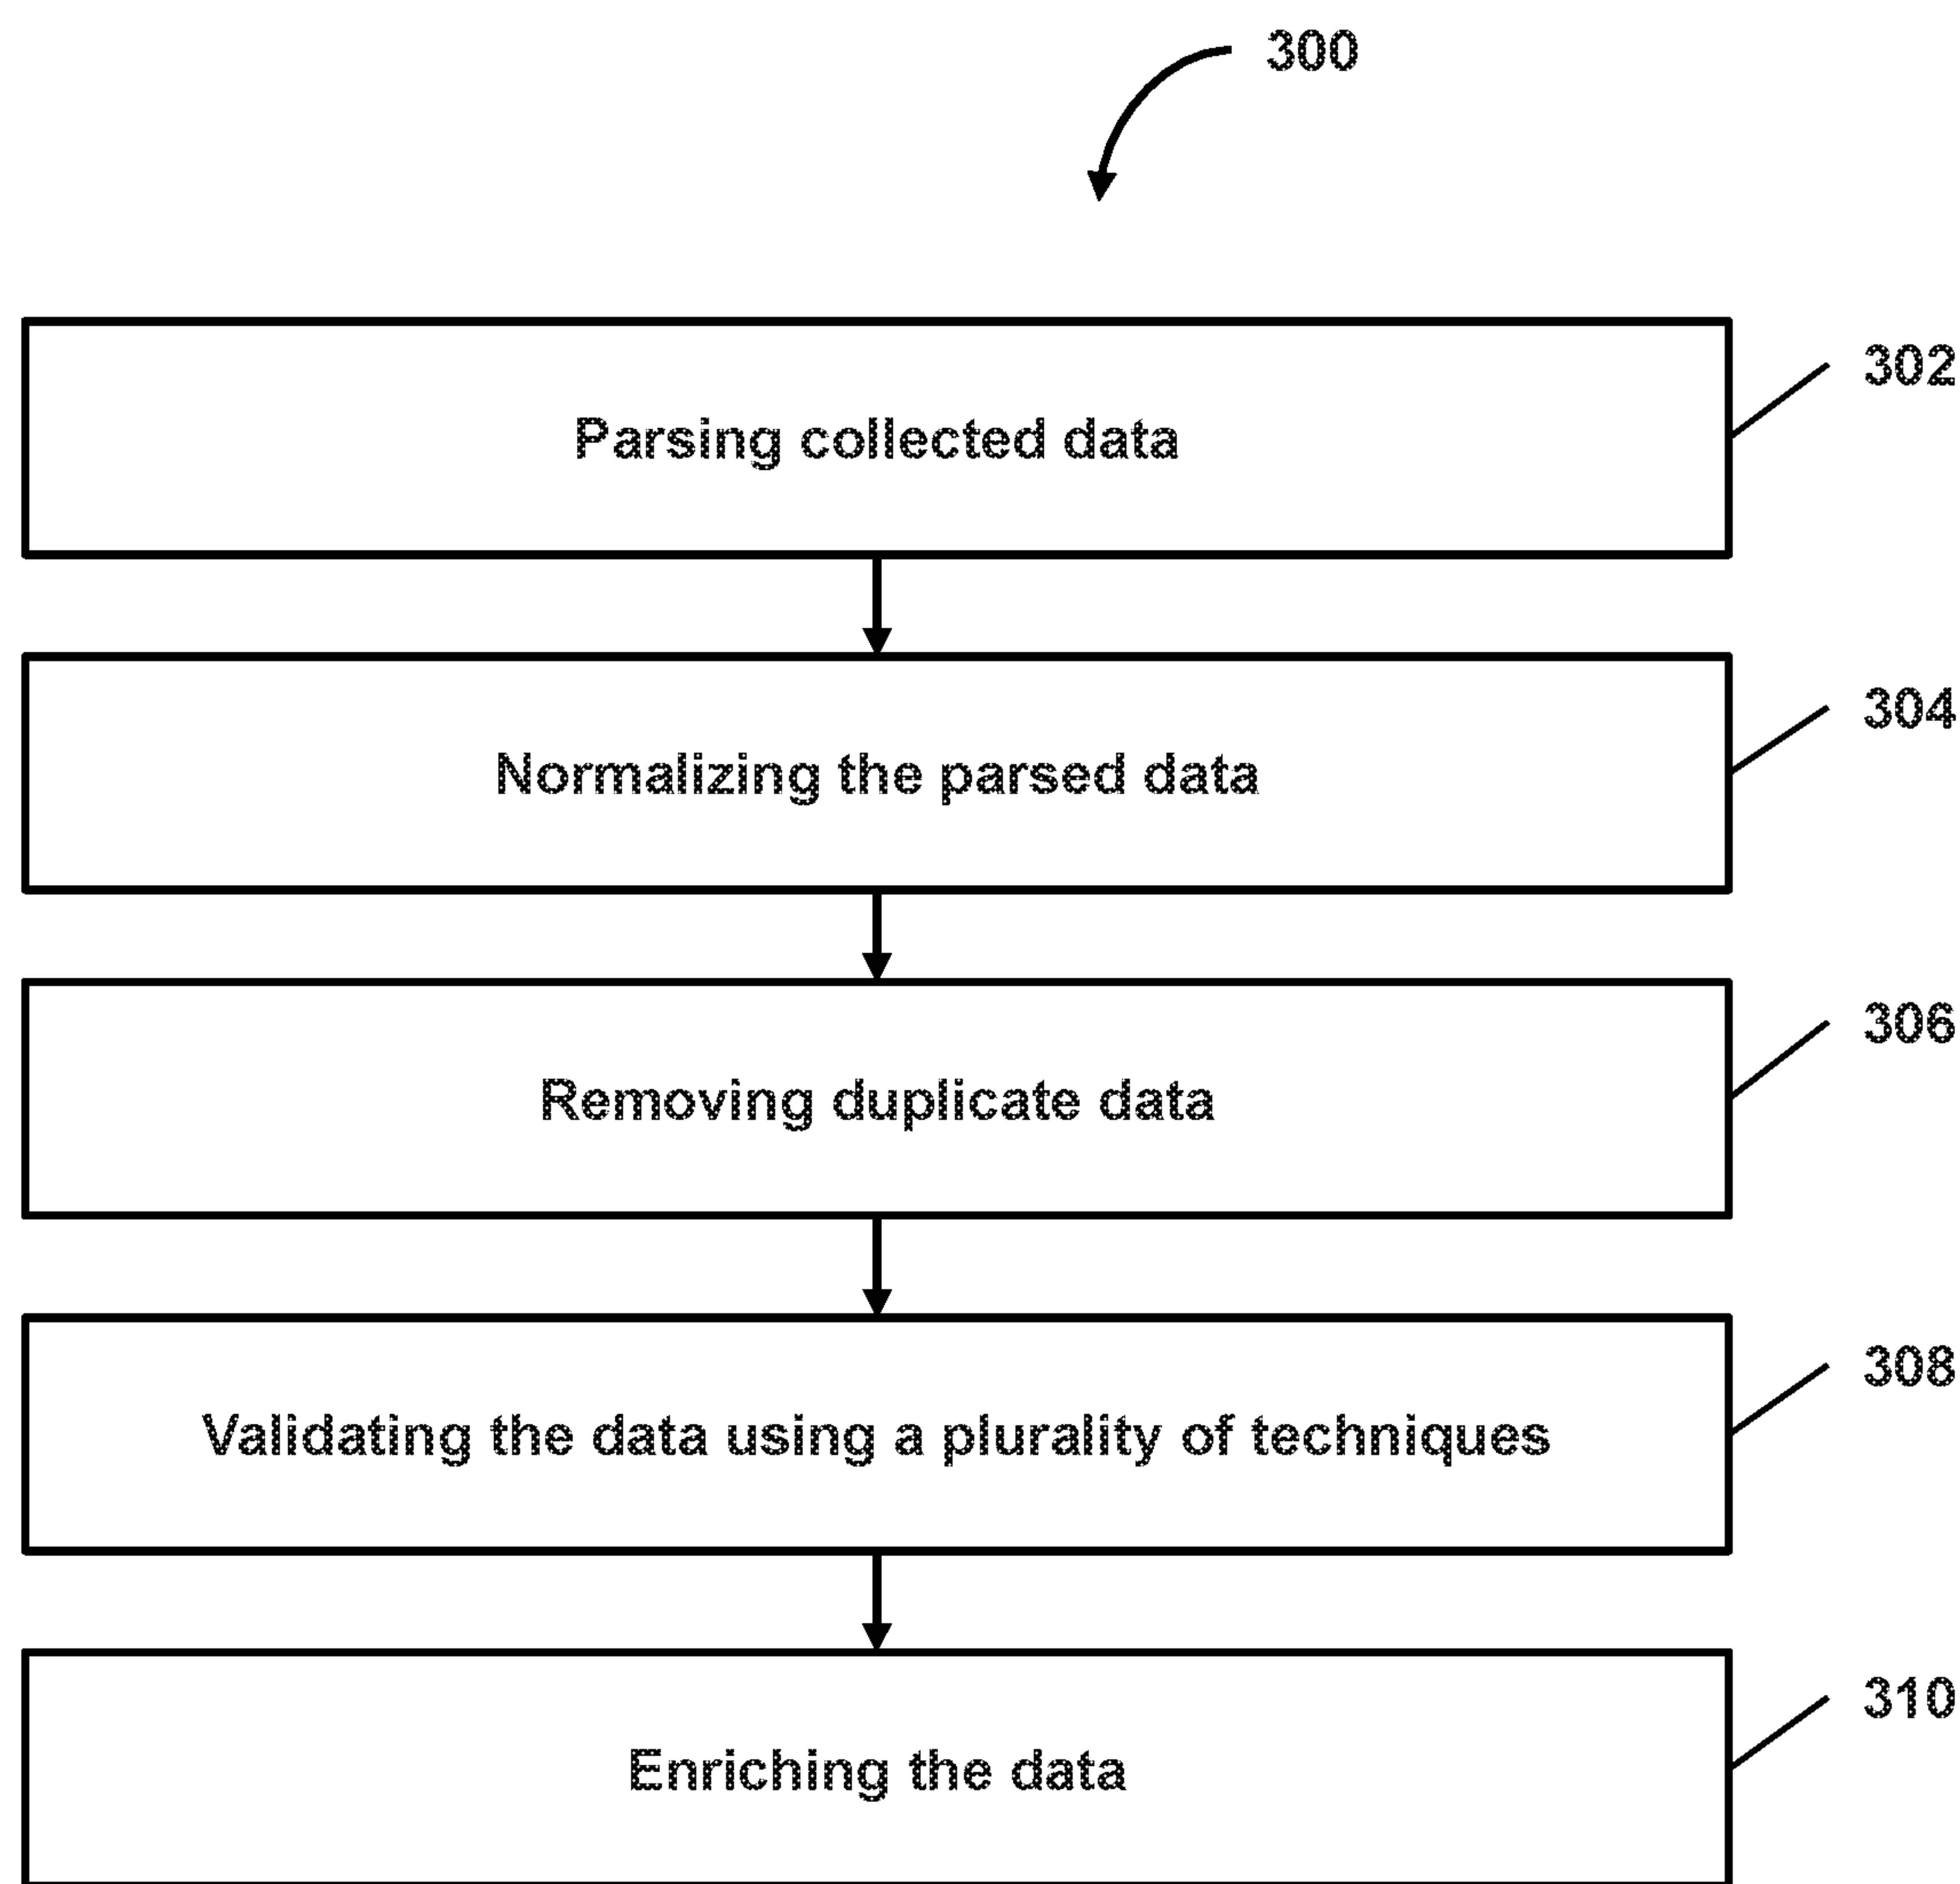 300
Parsing collected data
302
Normalizing the parsed data
304
Removing duplicate data
306
Validating the data using a plurality of techniques
308
Enriching the data
310